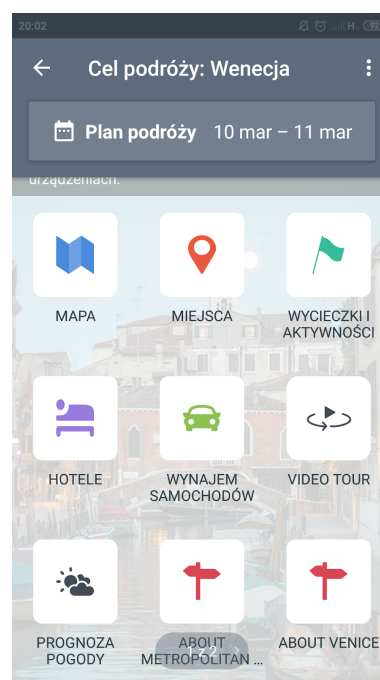 20:02
H
92
Cel podróży: Wenecja
Plan podróży 10 mar – 11 mar
urządzeniach.
MAPA
MIEJSCA
WYCIECZKI I
AKTYWNOŚCI
HOTELE
WYNAJEM
SAMOCHODÓW
VIDEO TOUR
PROGNOZA
POGODY
ABOUT
METROPOLITAN ...
ABOUT VENICE
1 z 2